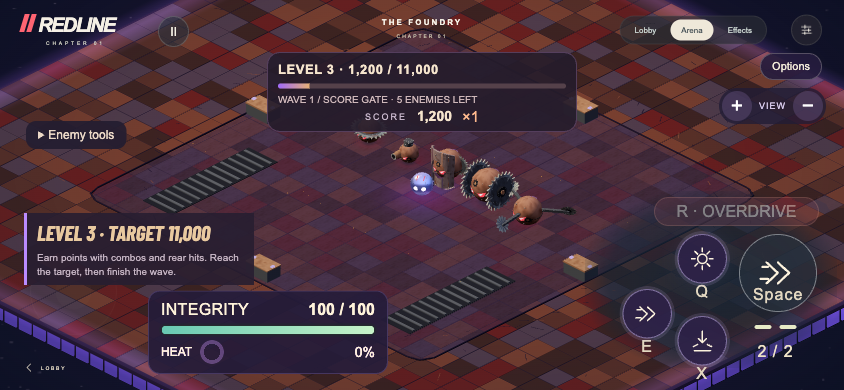 REDLINE
CHAPTER 01
THE FOUNDRY
CHAPTER 01
Lobby Arena Effects
Options
+ VIEW −
LEVEL 3 · 1,200 / 11,000
WAVE 1 / SCORE GATE · 5 ENEMIES LEFT
SCORE 1,200 ×1
Enemy tools
LEVEL 3 · TARGET 11,000
Earn points with combos and rear hits. Reach
the target, then finish the wave.
INTEGRITY 100 / 100
HEAT 0%
LOBBY
R · OVERDRIVE
Q
Space
E
X
2 / 2